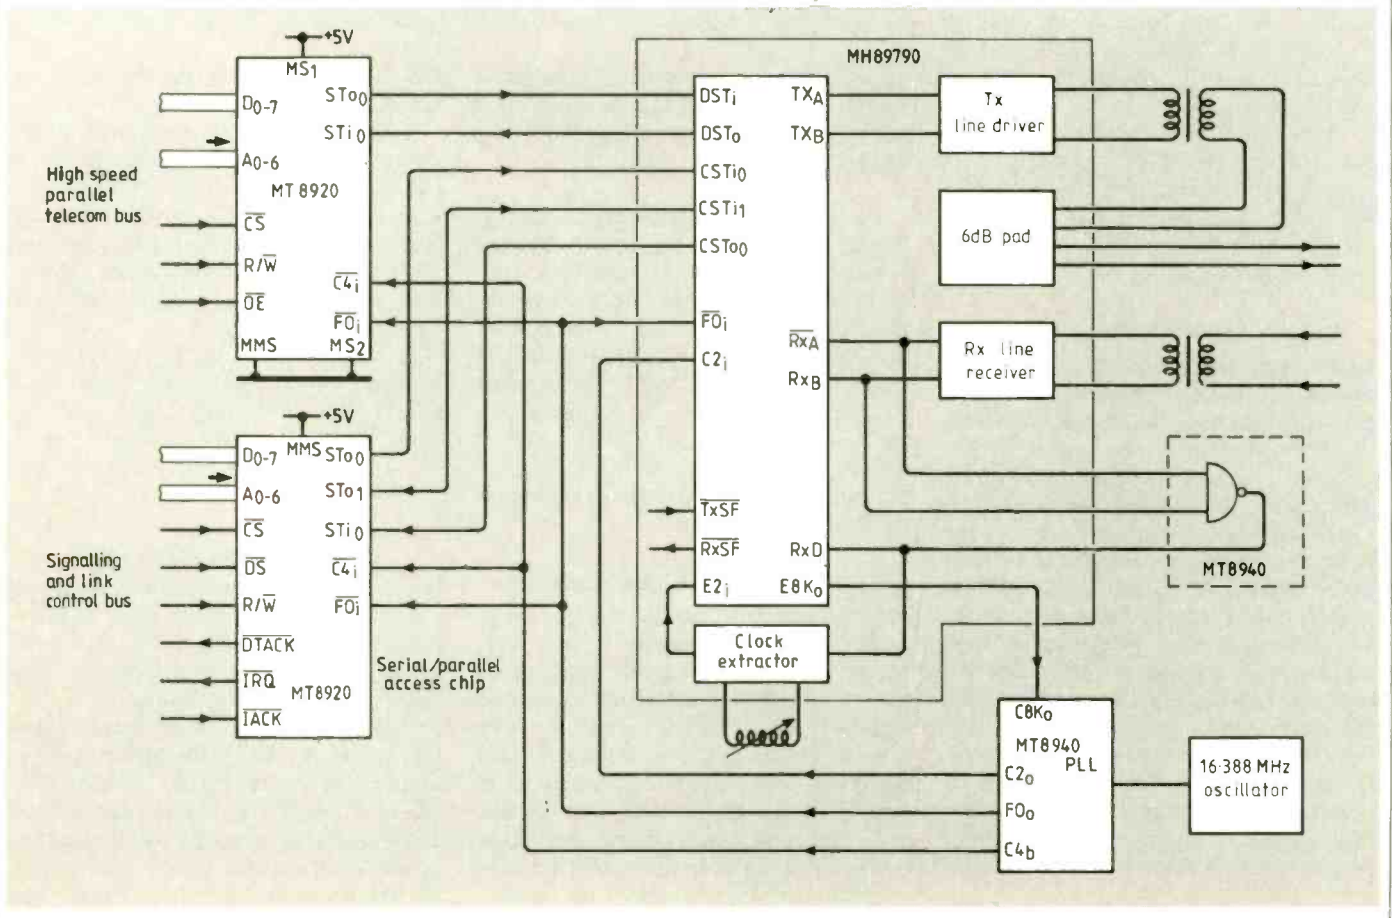 +5V
MS1
D0-7
STo0
STi0
A0-6
MT 8920
High speed
parallel
telecom bus
CS
R/W
OE
C4i
F0i
MMS
MS2
+5V
MMS
D0-7
STo0
A0-6
STo1
CS
STi0
DS
C4i
R/W
F0i
DTACK
IRQ
MT8920
IACK
Signalling
and link
control bus
Serial/parallel
access chip
MH89790
DSTi
TXA
DSTo
TXB
CSTi0
CSTi1
CSTo0
F0i
RxA
C2i
RxB
TxSF
RxSF
RxD
E2i
E8Ko
Tx
line driver
6dB pad
Rx line
receiver
MT8940
Clock
extractor
C8Ko
MT8940
PLL
C2o
FOo
C4b
16·388 MHz
oscillator